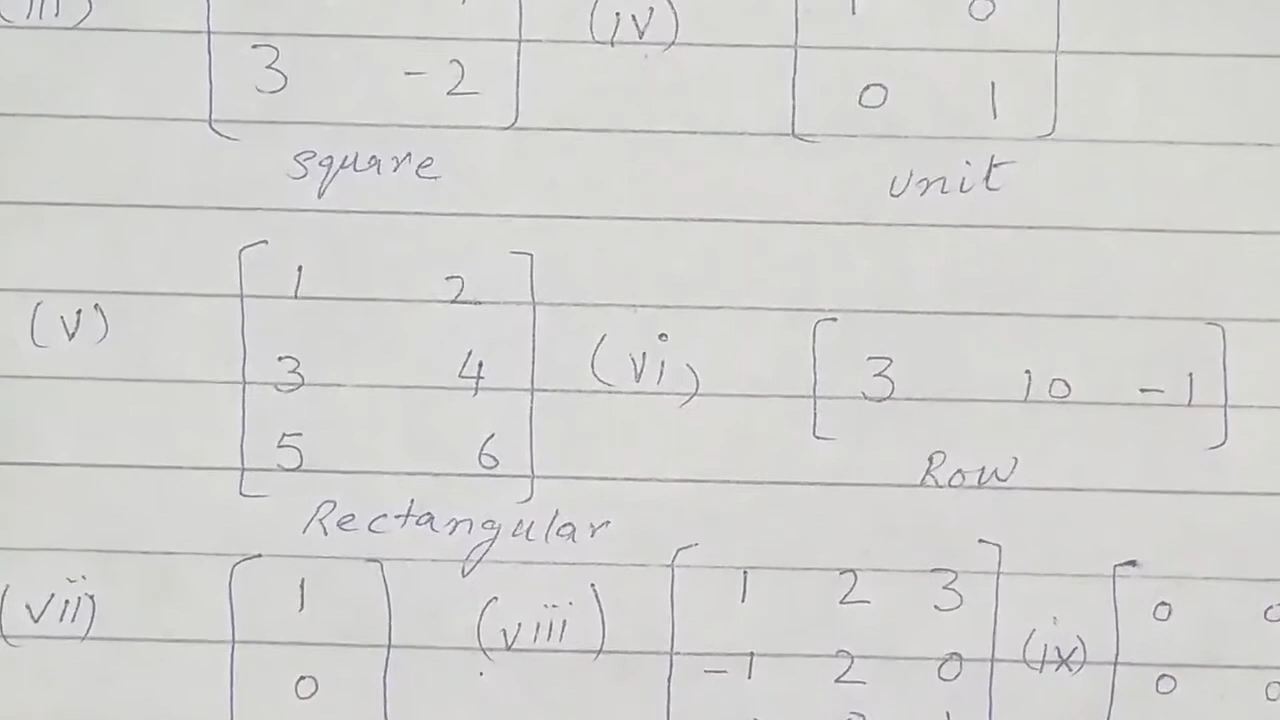 (iii) (iv) 1 0
3 -2 0 1
square unit
(v) 1 2
3 4 (vi) 3 10 -1
5 6 Row
Rectangular
(vii) 1 (viii) 1 2 3 (ix) 0
0 -1 2 0 0